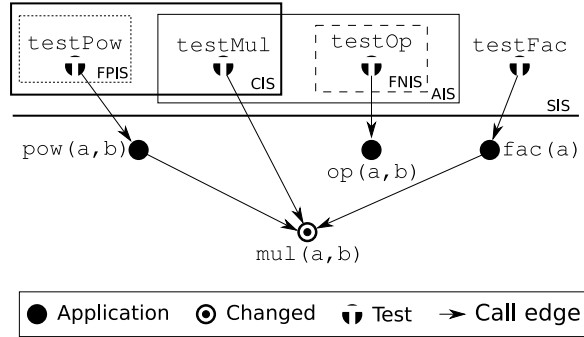 testPow testMul testOp testFac
FPIS CIS FNIS AIS
SIS
pow(a,b) op(a,b) fac(a)
mul(a,b)
Application Changed Test Call edge